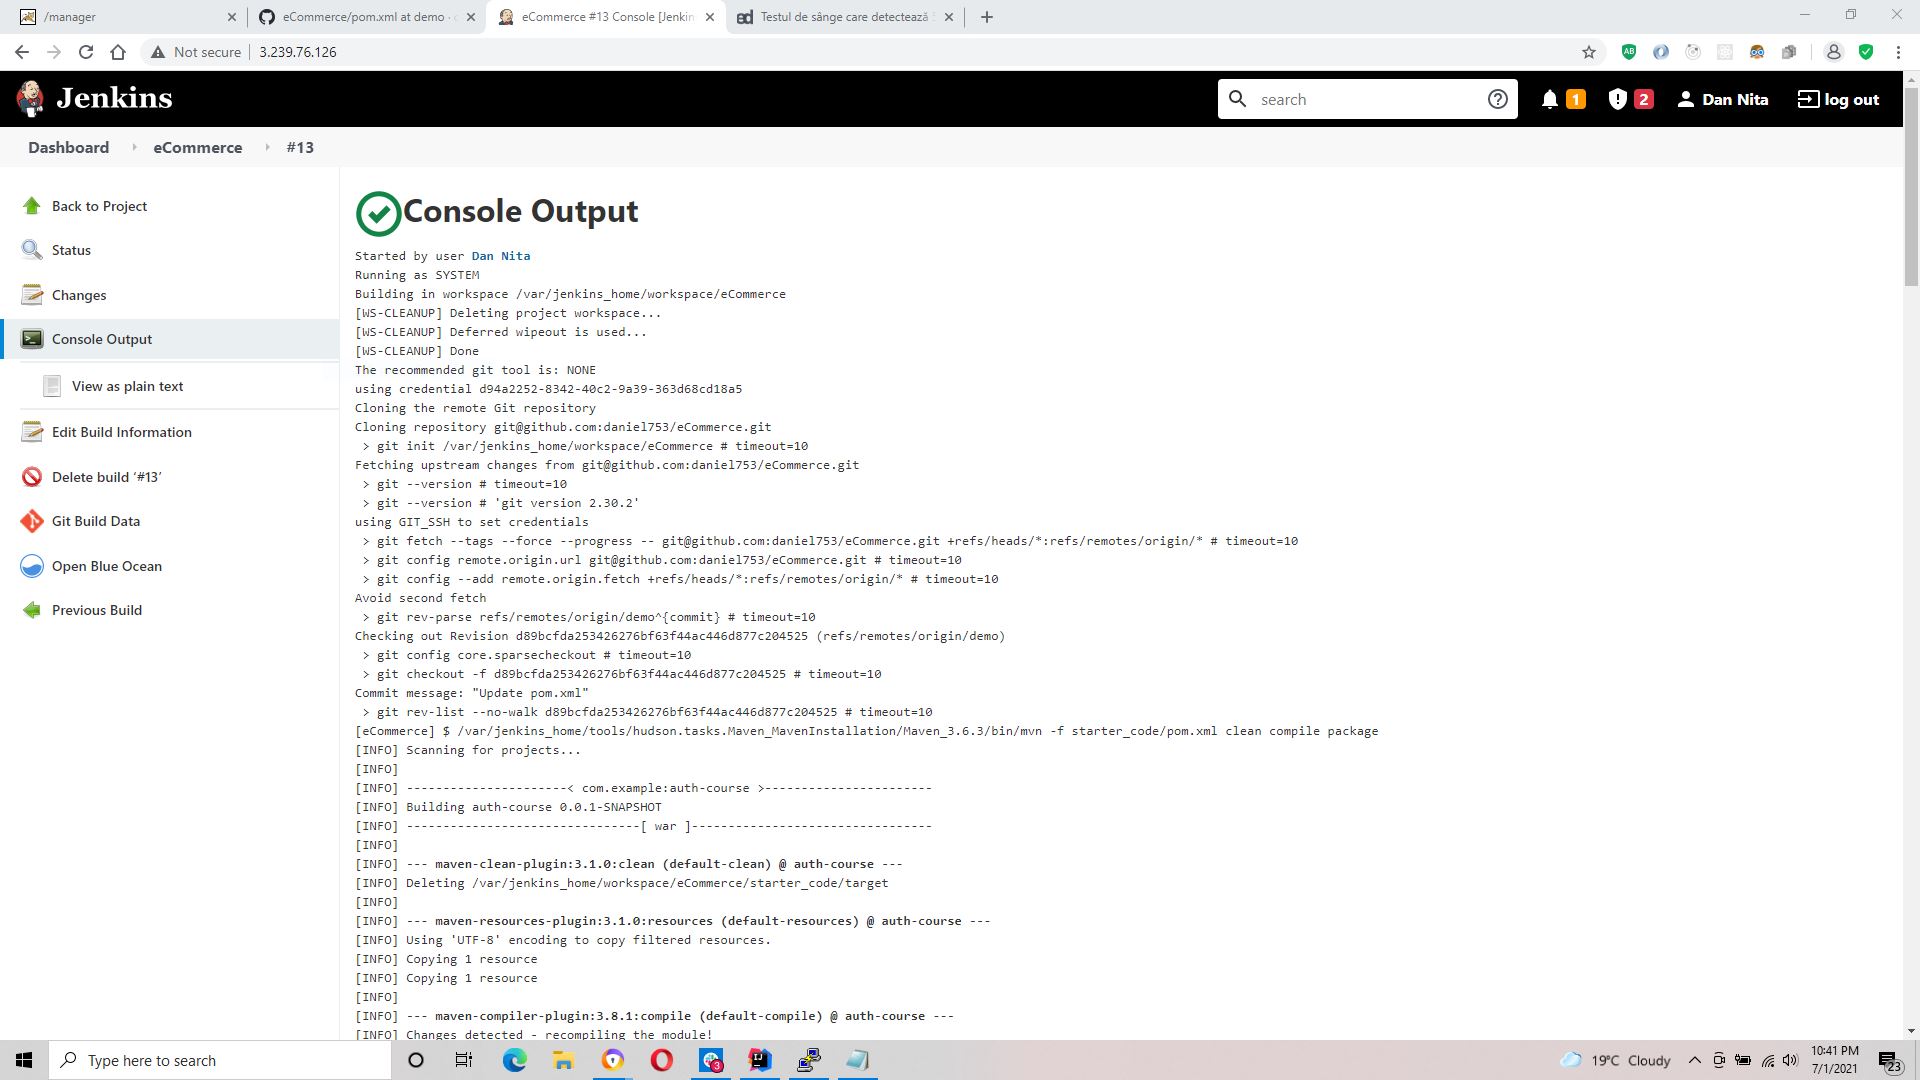 /manager
eCommerce/pom.xml at demo ·
eCommerce #13 Console [Jenkin
Testul de sânge care detectează
Not secure
3.239.76.126
Jenkins
search
1
2
Dan Nita
log out
Dashboard
eCommerce
#13
Back to Project
Status
Changes
Console Output
View as plain text
Edit Build Information
Delete build ‘#13’
Git Build Data
Open Blue Ocean
Previous Build
Console Output
Started by user Dan Nita
Running as SYSTEM
Building in workspace /var/jenkins_home/workspace/eCommerce
[WS-CLEANUP] Deleting project workspace...
[WS-CLEANUP] Deferred wipeout is used...
[WS-CLEANUP] Done
The recommended git tool is: NONE
using credential d94a2252-8342-40c2-9a39-363d68cd18a5
Cloning the remote Git repository
Cloning repository git@github.com:daniel753/eCommerce.git
> git init /var/jenkins_home/workspace/eCommerce # timeout=10
Fetching upstream changes from git@github.com:daniel753/eCommerce.git
> git --version # timeout=10
> git --version # 'git version 2.30.2'
using GIT_SSH to set credentials
> git fetch --tags --force --progress -- git@github.com:daniel753/eCommerce.git +refs/heads/*:refs/remotes/origin/* # timeout=10
> git config remote.origin.url git@github.com:daniel753/eCommerce.git # timeout=10
> git config --add remote.origin.fetch +refs/heads/*:refs/remotes/origin/* # timeout=10
Avoid second fetch
> git rev-parse refs/remotes/origin/demo^{commit} # timeout=10
Checking out Revision d89bcfda253426276bf63f44ac446d877c204525 (refs/remotes/origin/demo)
> git config core.sparsecheckout # timeout=10
> git checkout -f d89bcfda253426276bf63f44ac446d877c204525 # timeout=10
Commit message: "Update pom.xml"
> git rev-list --no-walk d89bcfda253426276bf63f44ac446d877c204525 # timeout=10
[eCommerce] $ /var/jenkins_home/tools/hudson.tasks.Maven_MavenInstallation/Maven_3.6.3/bin/mvn -f starter_code/pom.xml clean compile package
[INFO] Scanning for projects...
[INFO]
[INFO] ----------------------< com.example:auth-course >-----------------------
[INFO] Building auth-course 0.0.1-SNAPSHOT
[INFO] --------------------------------[ war ]---------------------------------
[INFO]
[INFO] --- maven-clean-plugin:3.1.0:clean (default-clean) @ auth-course ---
[INFO] Deleting /var/jenkins_home/workspace/eCommerce/starter_code/target
[INFO]
[INFO] --- maven-resources-plugin:3.1.0:resources (default-resources) @ auth-course ---
[INFO] Using 'UTF-8' encoding to copy filtered resources.
[INFO] Copying 1 resource
[INFO] Copying 1 resource
[INFO]
[INFO] --- maven-compiler-plugin:3.8.1:compile (default-compile) @ auth-course ---
[INFO] Changes detected - recompiling the module!
Type here to search
3
19°C Cloudy
10:41 PM
7/1/2021
23